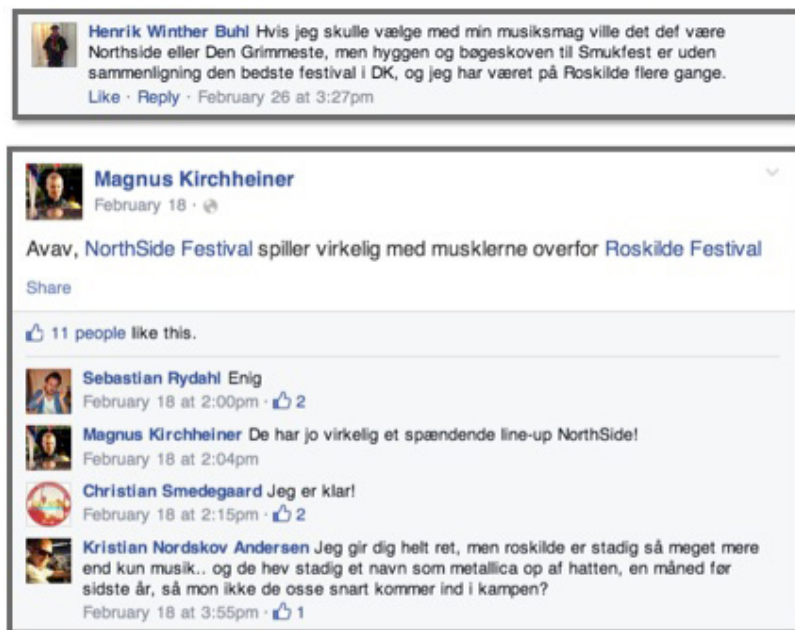 Henrik Winther Buhl Hvis jeg skulle vælge med min musiksmag ville det def være
Northside eller Den Grimmeste, men hyggen og bøgeskoven til Smukfest er uden
sammenligning den bedste festival i DK, og jeg har været på Roskilde flere gange.
Like · Reply · February 26 at 3:27pm
Magnus Kirchheiner
February 18 ·
Avav, NorthSide Festival spiller virkelig med musklerne overfor Roskilde Festival
Share
11 people like this.
Sebastian Rydahl Enig
February 18 at 2:00pm · 2
Magnus Kirchheiner De har jo virkelig et spændende line-up NorthSide!
February 18 at 2:04pm
Christian Smedegaard Jeg er klar!
February 18 at 2:15pm · 2
Kristian Nordskov Andersen Jeg gir dig helt ret, men roskilde er stadig så meget mere
end kun musik.. og de hev stadig et navn som metallica op af hatten, en måned før
sidste år, så mon ikke de osse snart kommer ind i kampen?
February 18 at 3:55pm · 1